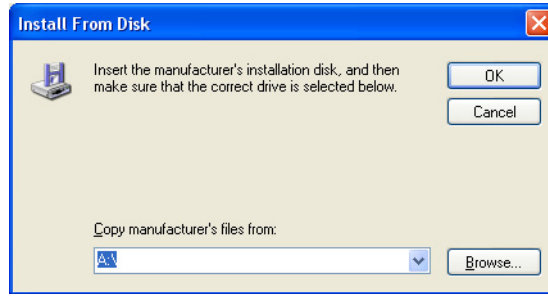 Install From Disk
Insert the manufacturer's installation disk, and then
make sure that the correct drive is selected below.
OK
Cancel
Copy manufacturer's files from:
A:\
Browse...